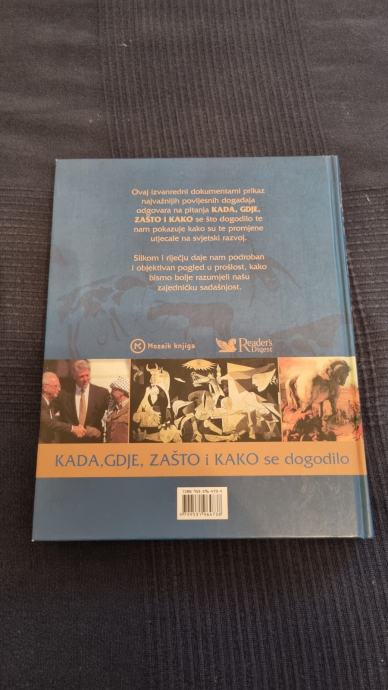 Ovaj izvanredni dokumentarni prikaz
najvažnijih povijesnih događaja
odgovara na pitanja KADA, GDJE,
ZAŠTO I KAKO se što dogodilo te
nam pokazuje kako su te promjene
utjecale na svjetski razvoj.
Slikom i riječju daje nam podroban
i objektivan pogled u prošlost, kako
bismo bolje razumjeli našu
zajedničku sadašnjost.
Mozaik knjiga
Reader's
Digest
KADA, GDJE, ZAŠTO i KAKO se dogodilo
ISBN